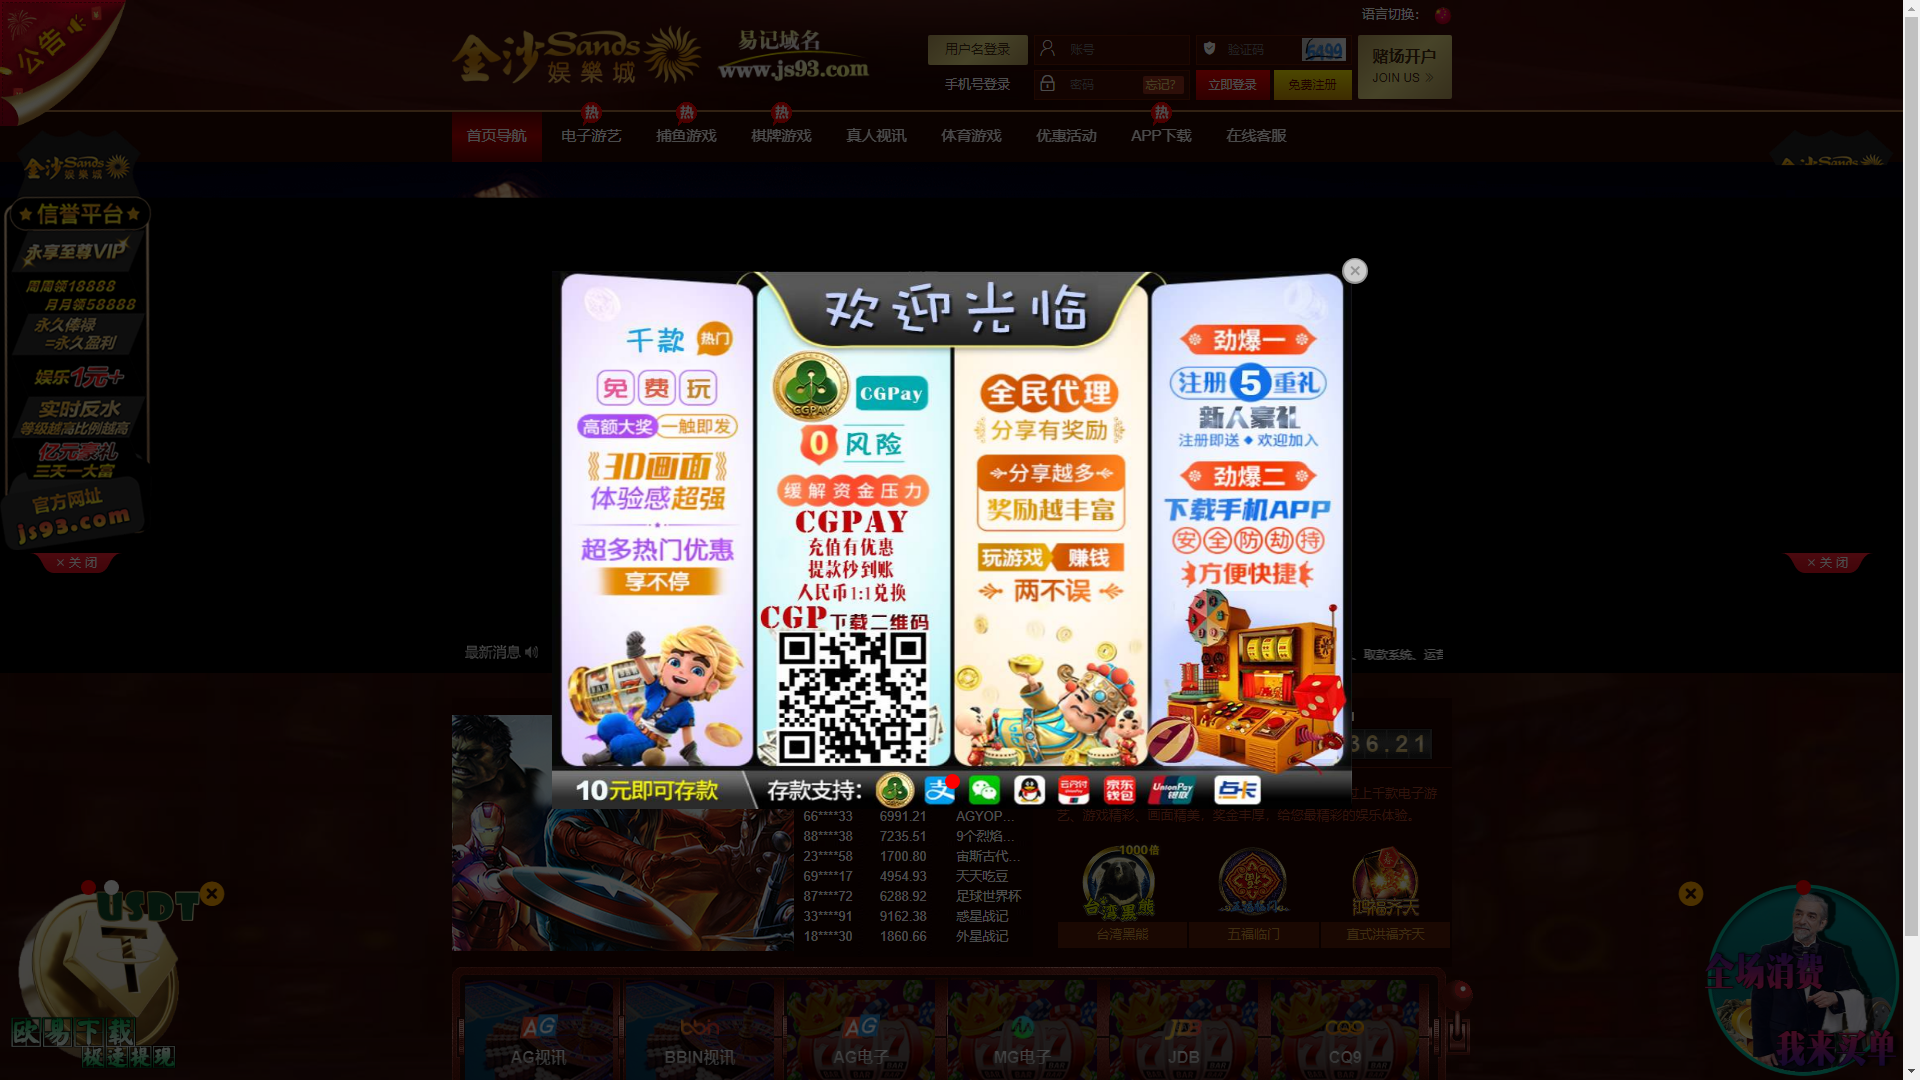 公告
金沙Sands
娱樂城
易记域名
www.js93.com
语言切换：
用户名登录
手机号登录
账号
密码
忘记?
验证码
6499
立即登录
免费注册
赌场开户
JOIN US
热
热
热
热
首页导航
电子游艺
捕鱼游戏
棋牌游戏
真人视讯
体育游戏
优惠活动
APP下载
在线客服
金沙Sands
娱樂城
信誉平台
永享至尊VIP
周周领18888
月月领58888
永久俸禄
=永久盈利
娱乐1元+
实时反水
等级越高比例越高
亿元豪礼
三天一大富
官方网址
js93.com
×关闭
×关闭
欢迎光临
千款 热门
免费玩
高额大奖 一触即发
3D画面
体验感超强
超多热门优惠
享不停
CGPAY
CGPay
0风险
缓解资金压力
CGPAY
充值有优惠
提款秒到账
人民币1:1兑换
CGP下载二维码
全民代理
分享有奖励
分享越多
奖励越丰富
玩游戏 赚钱
两不误
劲爆一
注册5重礼
新人豪礼
注册即送◆欢迎加入
劲爆二
下载手机APP
安全防劫持
方便快捷
10元即可存款
存款支持：
支
云闪付
京东
钱包
UnionPay
银联
点卡
最新消息
、取款系统、运营
36.21
过上千款电子游
艺、游戏精彩、画面精美、奖金丰厚，给您最精彩的娱乐体验。
66****33 6991.21 AGYOP...
88****38 7235.51 9个烈焰...
23****58 1700.80 宙斯古代...
69****17 4954.93 天天吃豆
87****72 6288.92 足球世界杯
33****91 9162.38 惑星战记
18****30 1860.66 外星战记
1000倍
台湾黑熊
五福临门
鸿福齐天
台湾黑熊
五福临门
直式洪福齐天
USDT
欧易下载
极速提现
全场消费
我来买单
AG
AG视讯
bbin
BBIN视讯
AG
AG电子
MG电子
JDB
JDB
CQ9
CQ9